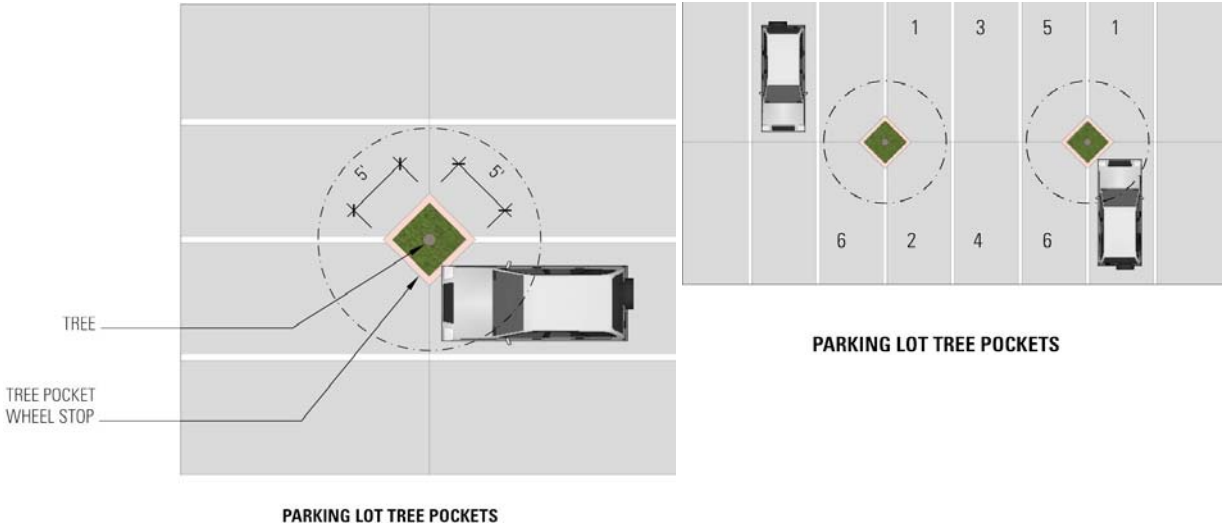 5'
5'
TREE
TREE POCKET
WHEEL STOP
PARKING LOT TREE POCKETS
1 3 5 1
6 2 4 6
PARKING LOT TREE POCKETS